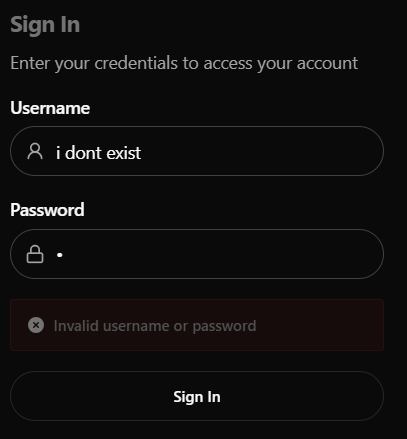 Sign In
Enter your credentials to access your account
Username
i dont exist
Password
•
Invalid username or password
Sign In